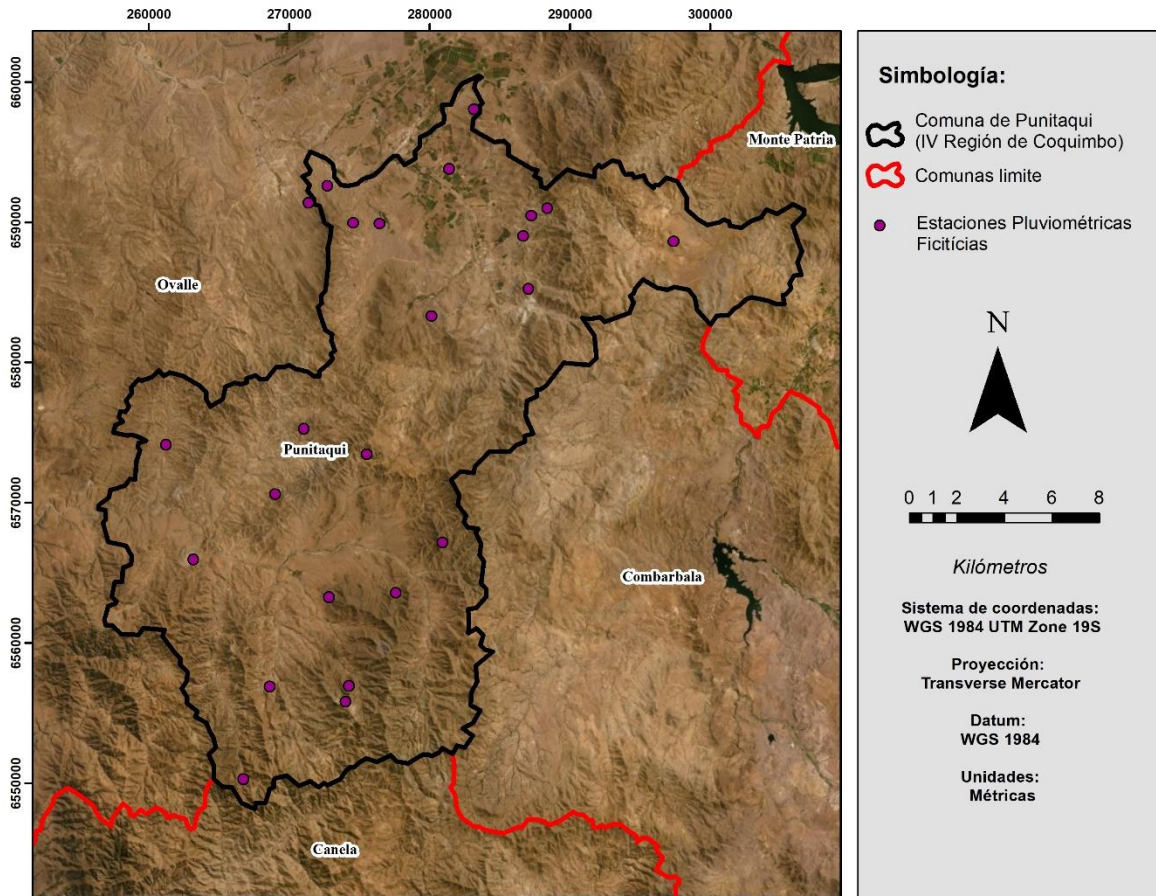 260000 270000 280000 290000 300000
6600000
6590000
6580000
6570000
6560000
6550000
Monte Patria
Ovalle
Punitaqui
Combarbala
Canela
Simbología:
Comuna de Punitaqui
(IV Región de Coquimbo)
Comunas limite
Estaciones Pluviométricas
Ficitícias
N
0 1 2 4 6 8
Kilómetros
Sistema de coordenadas:
WGS 1984 UTM Zone 19S
Proyección:
Transverse Mercator
Datum:
WGS 1984
Unidades:
Métricas